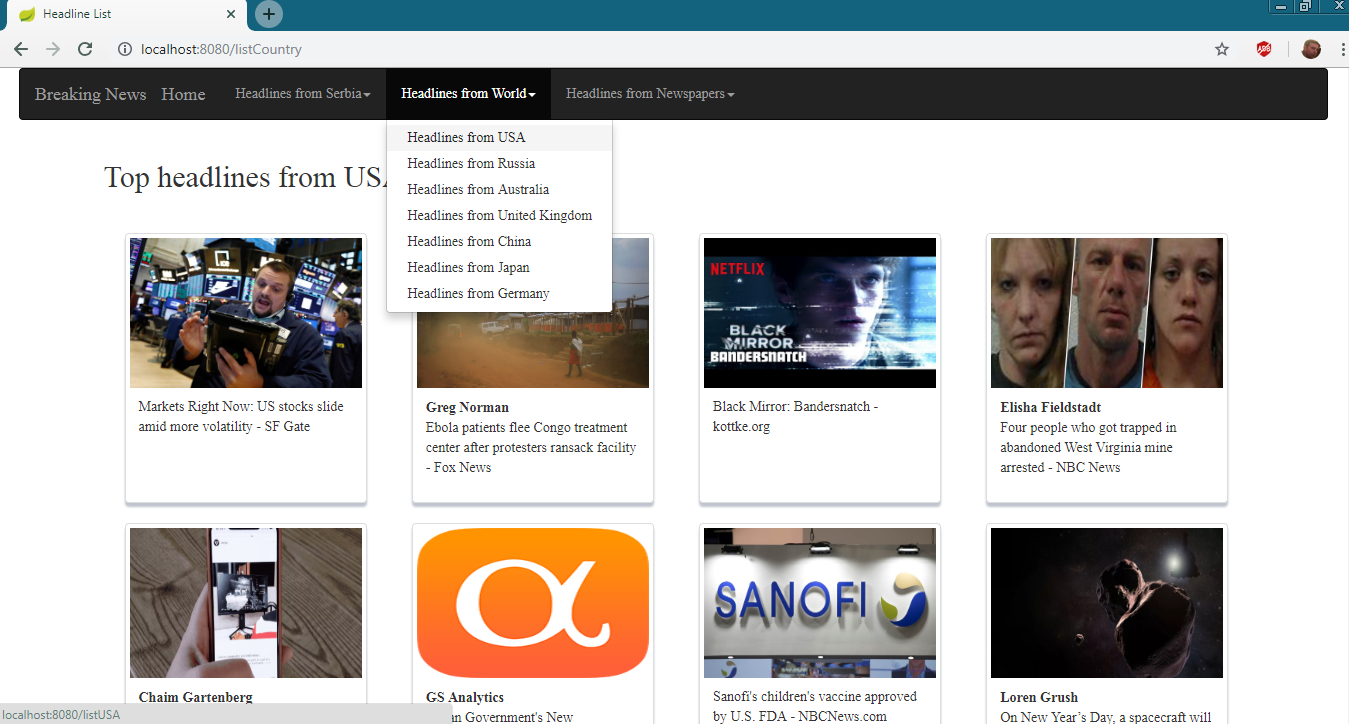 Headline List
localhost:8080/listCountry
ABP
Breaking News Home Headlines from Serbia Headlines from World Headlines from Newspapers
Headlines from USA
Headlines from Russia
Headlines from Australia
Headlines from United Kingdom
Headlines from China
Headlines from Japan
Headlines from Germany
Top headlines from USA
NETFLIX
BLACK
MIRROR
BANDERSNATCH
Markets Right Now: US stocks slide
amid more volatility - SF Gate
Greg Norman
Ebola patients flee Congo treatment
center after protesters ransack facility
- Fox News
Black Mirror: Bandersnatch -
kottke.org
Elisha Fieldstadt
Four people who got trapped in
abandoned West Virginia mine
arrested - NBC News
SANOFI
Chaim Gartenberg
GS Analytics
an Government's New
Sanofi's children's vaccine approved
by U.S. FDA - NBCNews.com
Loren Grush
On New Year's Day, a spacecraft will
localhost:8080/listUSA